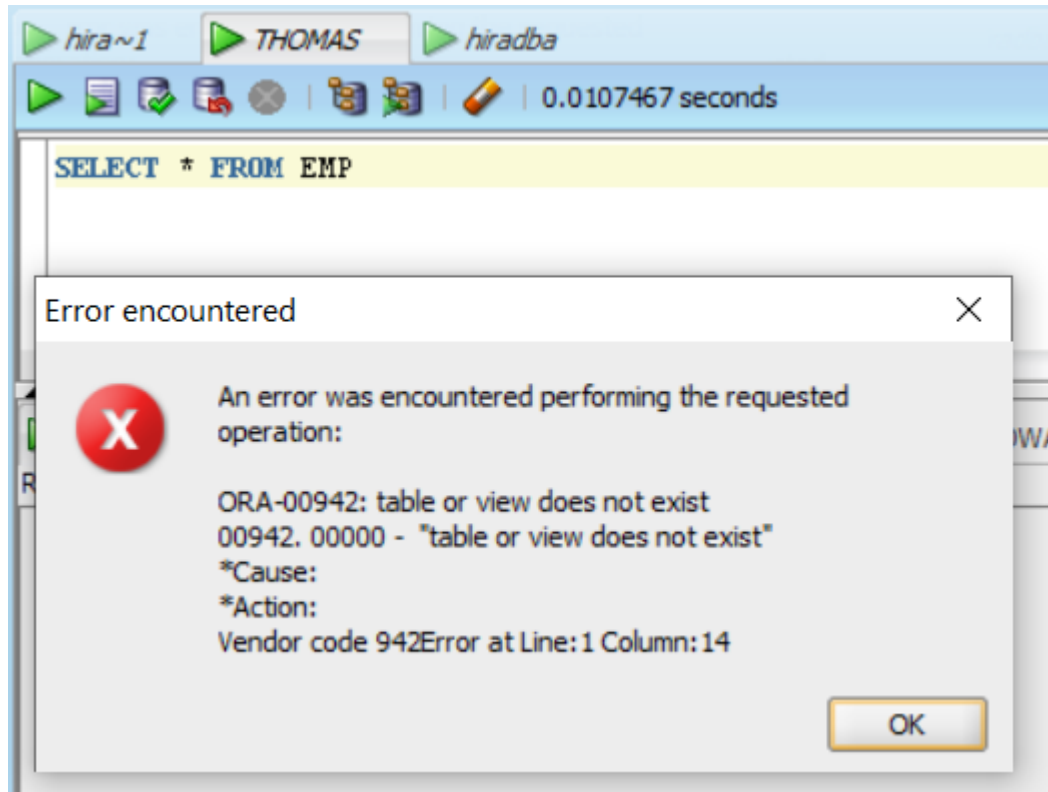 hira~1 THOMAS hiradba
0.0107467 seconds
SELECT * FROM EMP
Error encountered
An error was encountered performing the requested
operation:
ORA-00942: table or view does not exist
00942. 00000 - "table or view does not exist"
*Cause:
*Action:
Vendor code 942Error at Line:1 Column:14
OK